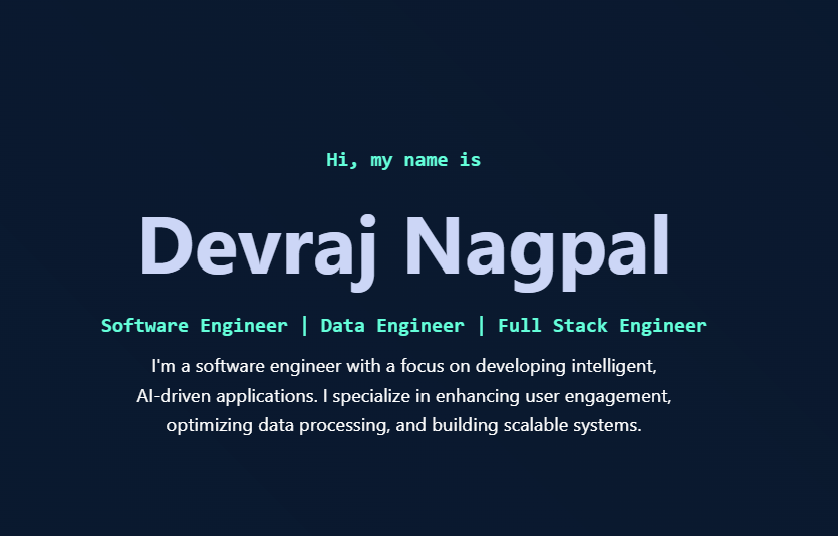 Hi, my name is
Devraj Nagpal
Software Engineer | Data Engineer | Full Stack Engineer
I'm a software engineer with a focus on developing intelligent,
AI-driven applications. I specialize in enhancing user engagement,
optimizing data processing, and building scalable systems.